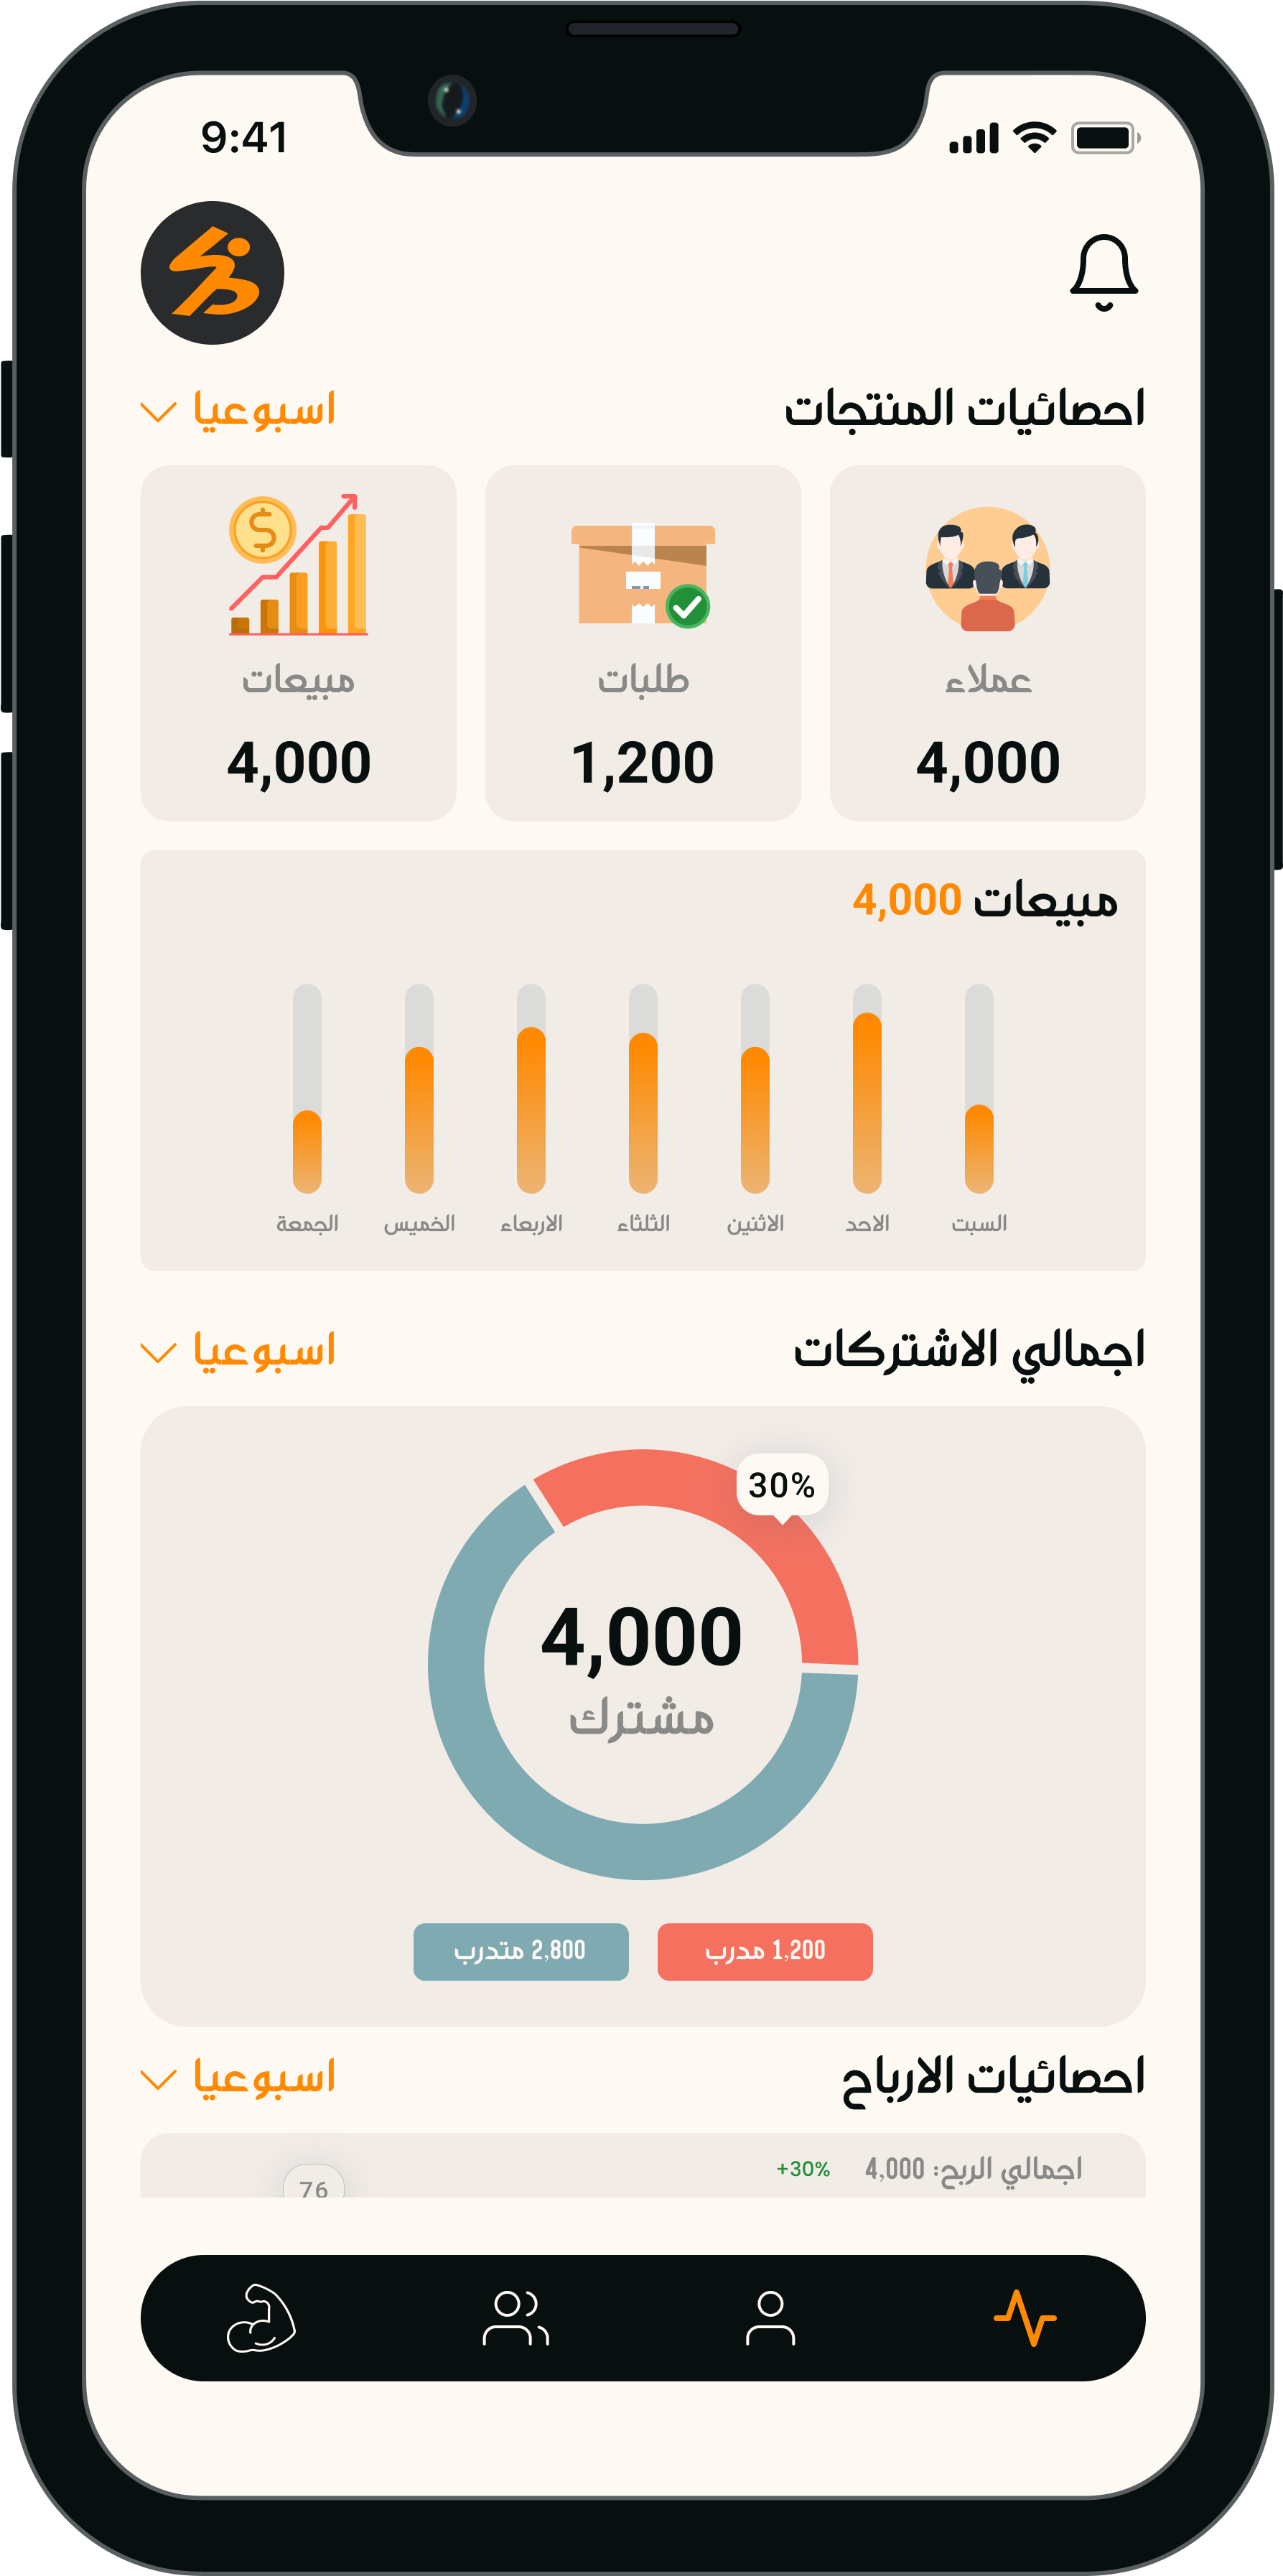 9:41
احصائيات المنتجات
اسبوعيا
عملاء
طلبات
مبيعات
4,000
1,200
4,000
مبيعات 4,000
السبت
الاحد
الاثنين
الثلثاء
الاربعاء
الخميس
الجمعة
اجمالي الاشتركات
اسبوعيا
30%
4,000
مشترك
1,200 مدرب
2,800 متدرب
احصائيات الارباح
اسبوعيا
اجمالي الربح: 4,000
+30%
76